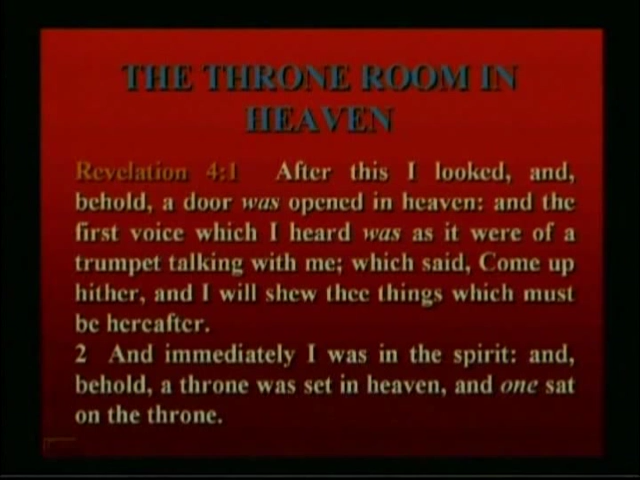 THE THRONE ROOM IN
HEAVEN
Revelation 4:1 After this I looked, and,
behold, a door was opened in heaven: and the
first voice which I heard was as it were of a
trumpet talking with me; which said, Come up
hither, and I will shew thee things which must
be hereafter.
2 And immediately I was in the spirit: and,
behold, a throne was set in heaven, and one sat
on the throne.